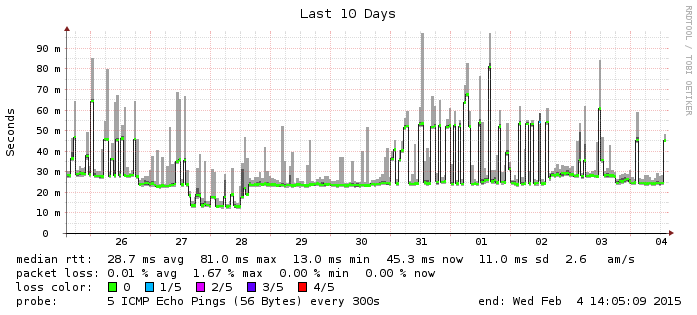 Last 10 Days
RRDTOOL / TOBI OETIKER
Seconds
90 m
80 m
70 m
60 m
50 m
40 m
30 m
20 m
10 m
0
26 27 28 29 30 31 01 02 03 04
median rtt: 28.7 ms avg 81.0 ms max 13.0 ms min 45.3 ms now 11.0 ms sd 2.6 am/s
packet loss: 0.01 % avg 1.67 % max 0.00 % min 0.00 % now
loss color: 0 1/5 2/5 3/5 4/5
probe: 5 ICMP Echo Pings (56 Bytes) every 300s end: Wed Feb 4 14:05:09 2015